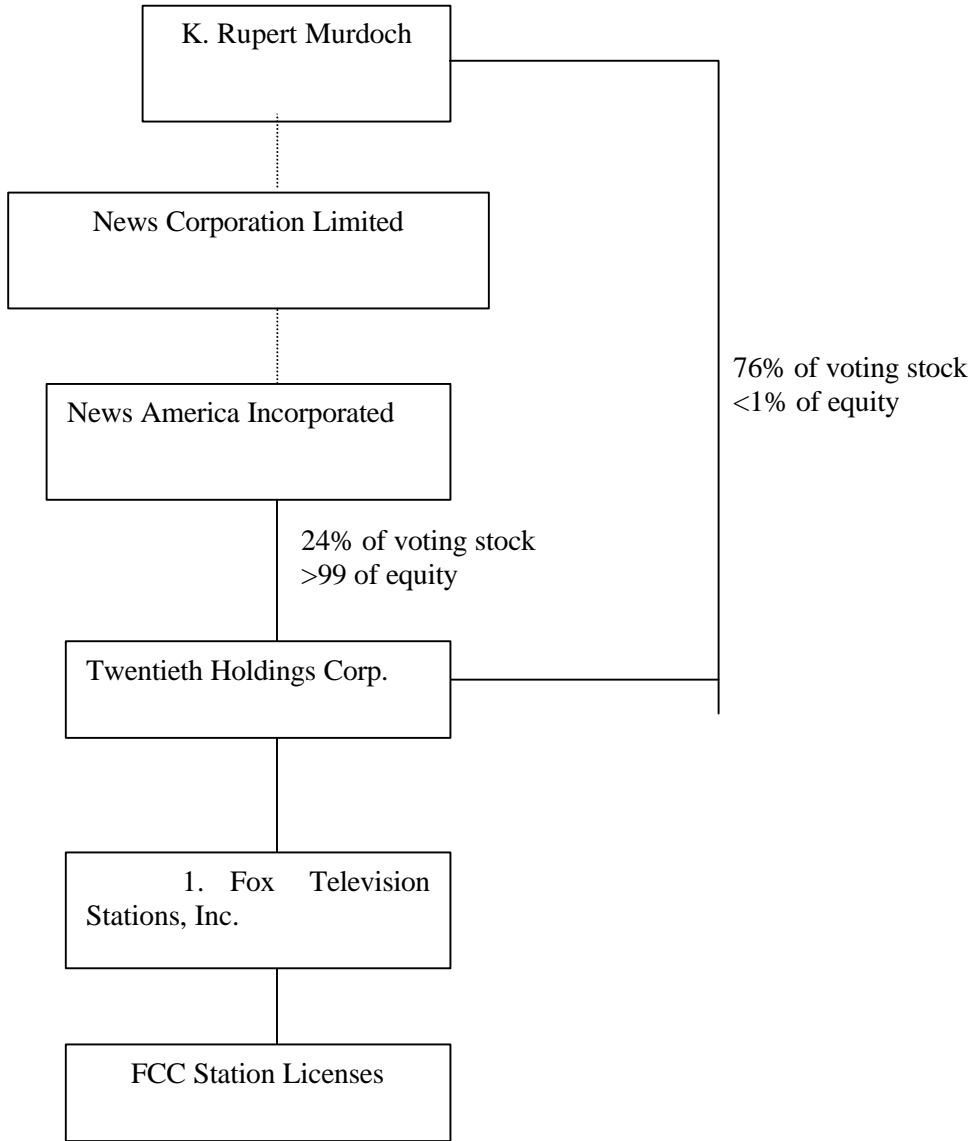 K. Rupert Murdoch
News Corporation Limited
76% of voting stock
<1% of equity
News America Incorporated
24% of voting stock
>99 of equity
Twentieth Holdings Corp.
1. Fox Television
Stations, Inc.
FCC Station Licenses